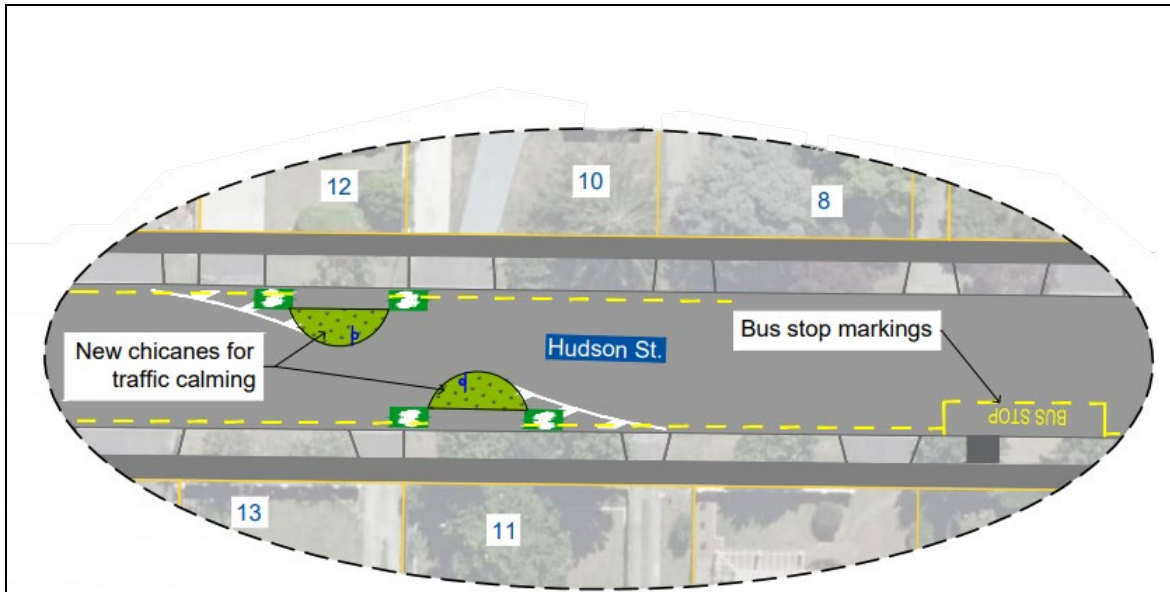 12
10
8
New chicanes for
traffic calming
Hudson St.
Bus stop markings
BUS STOP
13
11